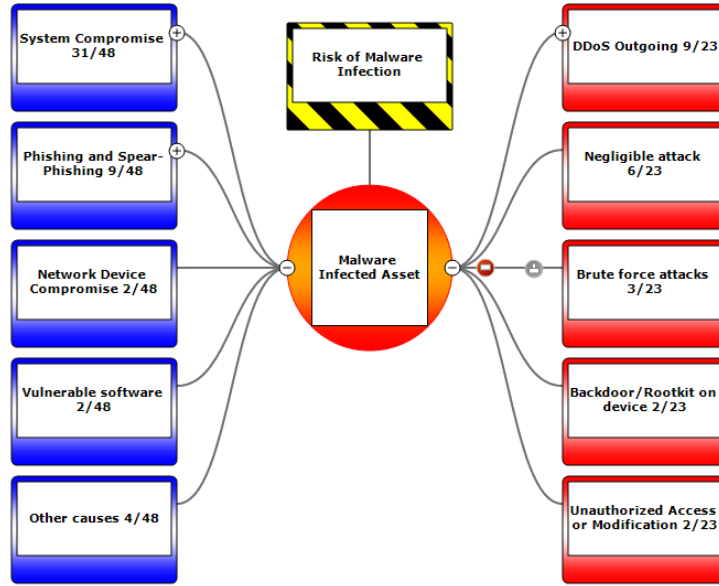 System Compromise
31/48
Phishing and Spear-
Phishing 9/48
Network Device
Compromise 2/48
Vulnerable software
2/48
Other causes 4/48
Risk of Malware
Infection
Malware
Infected Asset
DDoS Outgoing 9/23
Negligible attack
6/23
Brute force attacks
3/23
Backdoor/Rootkit on
device 2/23
Unauthorized Access
or Modification 2/23